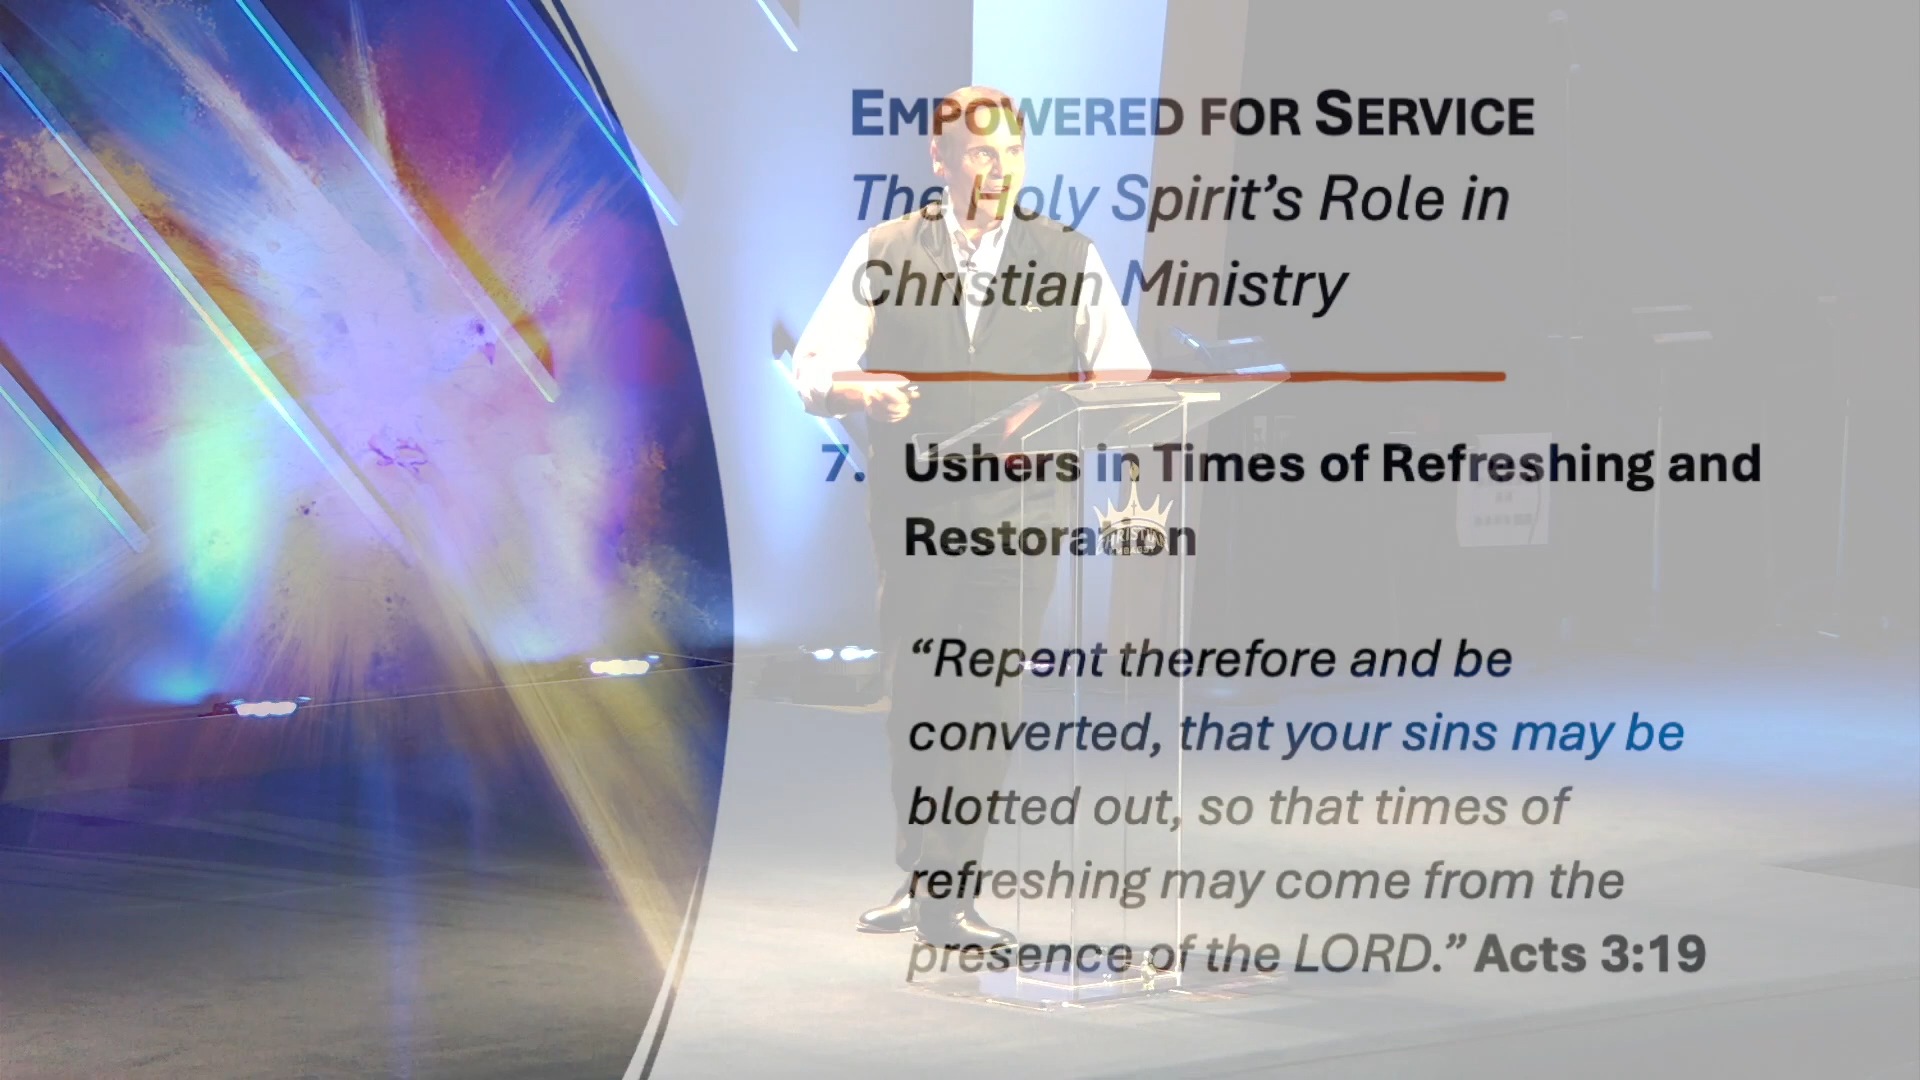 EMPOWERED FOR SERVICE
The Holy Spirit’s Role in
Christian Ministry
7. Ushers in Times of Refreshing and
Restoration
“Repent therefore and be
converted, that your sins may be
blotted out, so that times of
refreshing may come from the
presence of the LORD.” Acts 3:19
CHRISTIAN
EMBASSY